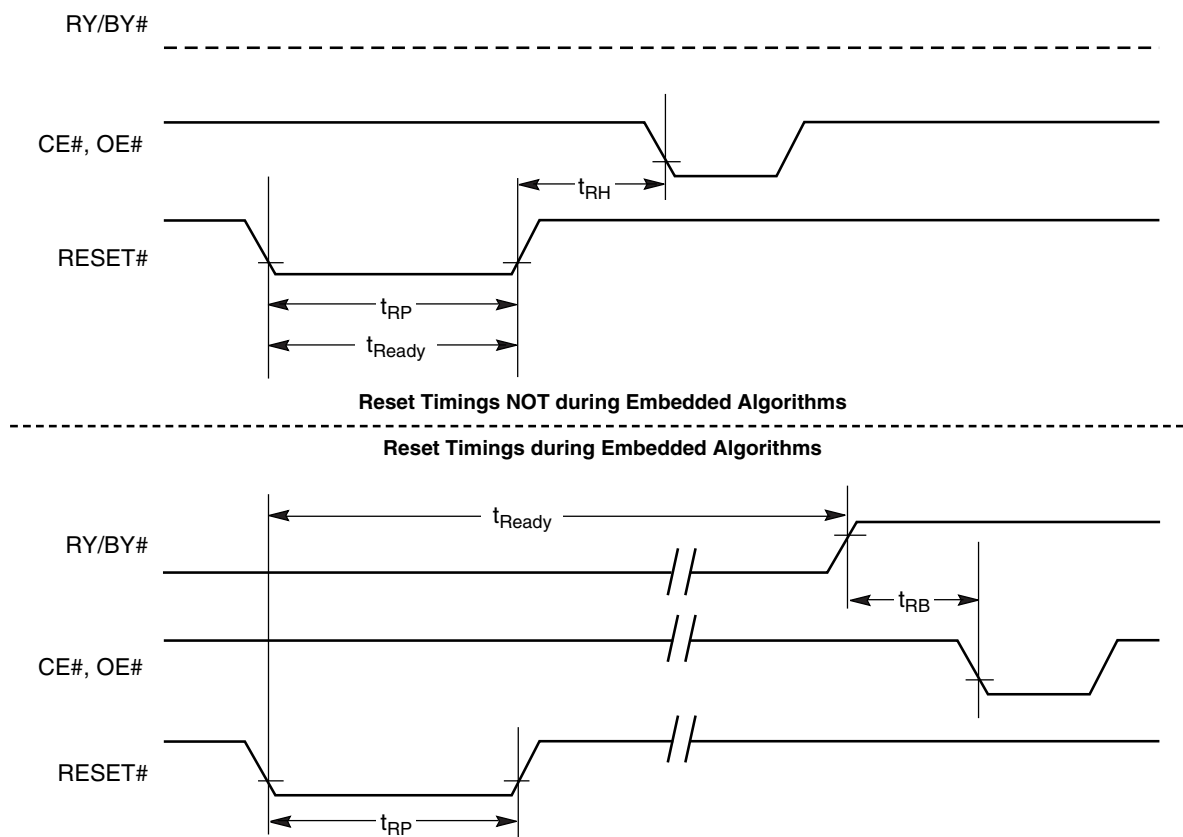 RY/BY#
CE#, OE#
tRH
RESET#
tRP
tReady
Reset Timings NOT during Embedded Algorithms
Reset Timings during Embedded Algorithms
tReady
RY/BY#
tRB
CE#, OE#
RESET#
tRP